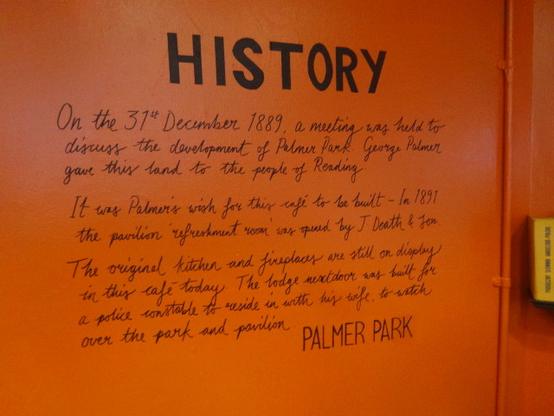 HISTORY
On the 31st December 1889, a meeting was held to
discuss the development of Palmer Park. George Palmer
gave this land to the people of Reading
It was Palmer's wish for this café to be built - In 1891
the pavilion 'refreshment room' was opened by J Death & Son
The original kitchen and fireplaces are still on display
in this café today. The lodge nextdoor was built for
a police constable to reside in with his wife, to watch
over the park and pavilion
PALMER PARK